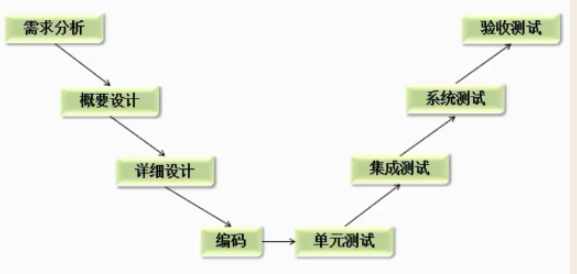 需求分析
验收测试
概要设计
系统测试
详细设计
集成测试
编码
单元测试